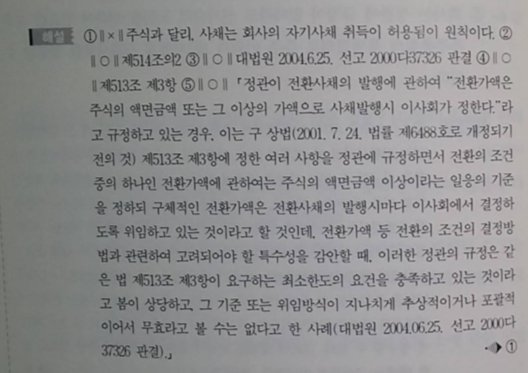 해설 ①∥×∥주식과 달리, 사채는 회사의 자기사채 취득이 허용됨이 원칙이다. ②
∥○∥제514조의2 ③∥○∥대법원 2004.6.25. 선고 2000다37326 판결 ④∥○
∥제513조 제3항 ⑤∥○∥「정관이 전환사채의 발행에 관하여 “전환가액은
주식의 액면금액 또는 그 이상의 가액으로 사채발행시 이사회가 정한다.”라
고 규정하고 있는 경우, 이는 구 상법(2001. 7. 24. 법률 제6488호로 개정되기
전의 것) 제513조 제3항에 정한 여러 사항을 정관에 규정하면서 전환의 조건
중의 하나인 전환가액에 관하여는 주식의 액면금액 이상이라는 일응의 기준
을 정하되 구체적인 전환가액은 전환사채의 발행시마다 이사회에서 결정하
도록 위임하고 있는 것이라고 할 것인데, 전환가액 등 전환의 조건의 결정방
법과 관련하여 고려되어야 할 특수성을 감안할 때, 이러한 정관의 규정은 같
은 법 제513조 제3항이 요구하는 최소한도의 요건을 충족하고 있는 것이라
고 봄이 상당하고, 그 기준 또는 위임방식이 지나치게 추상적이거나 포괄적
이어서 무효라고 볼 수는 없다고 한 사례(대법원 2004.06.25. 선고 2000다
37326 판결).」 ①